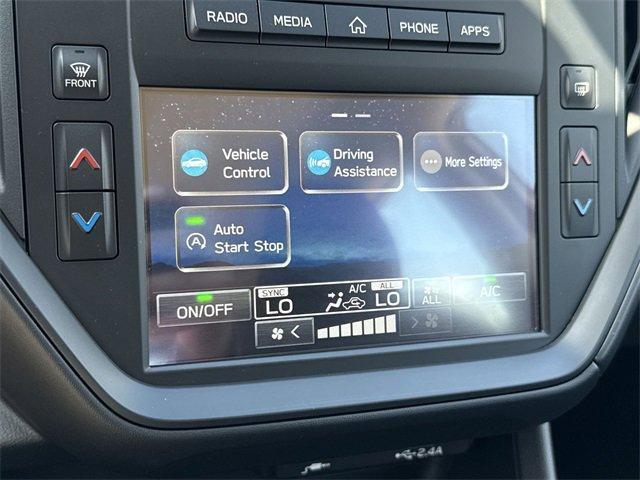 RADIO MEDIA PHONE APPS
FRONT
Vehicle
Control
Driving
Assistance
More Settings
Auto
Start Stop
A
ON/OFF
SYNC
LO
A/C
ALL
LO
ALL
A/C
2.4A